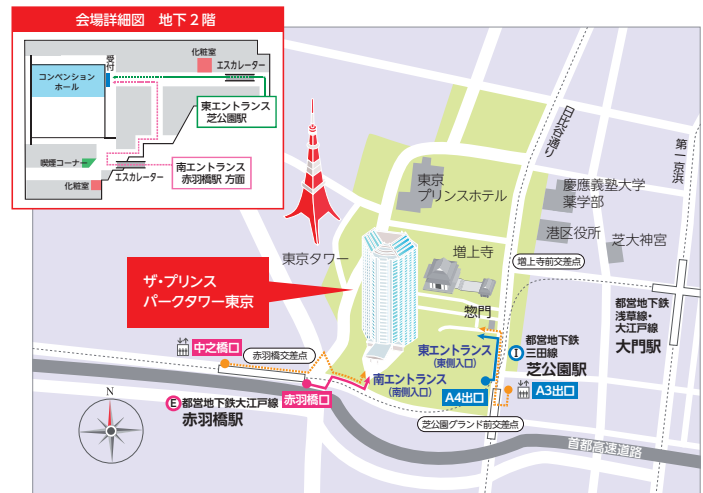 会場詳細図 地下2階
化粧室
受付
エスカレーター
コンベンション
ホール
東エントランス
芝公園駅
喫煙コーナー
エスカレーター
南エントランス
赤羽橋駅 方面
化粧室
日比谷通り
第一京浜
東京
プリンスホテル
慶應義塾大学
薬学部
港区役所
芝大神宮
東京タワー
増上寺
増上寺前交差点
ザ・プリンス
パークタワー東京
惣門
都営地下鉄
浅草線・
大江戸線
大門駅
中之橋口
赤羽橋交差点
東エントランス
(東側入口)
I
都営地下鉄
三田線
芝公園駅
南エントランス
(南側入口)
A4出口
A3出口
E
都営地下鉄大江戸線
赤羽橋駅
赤羽橋口
芝公園グランド前交差点
首都高速道路
N